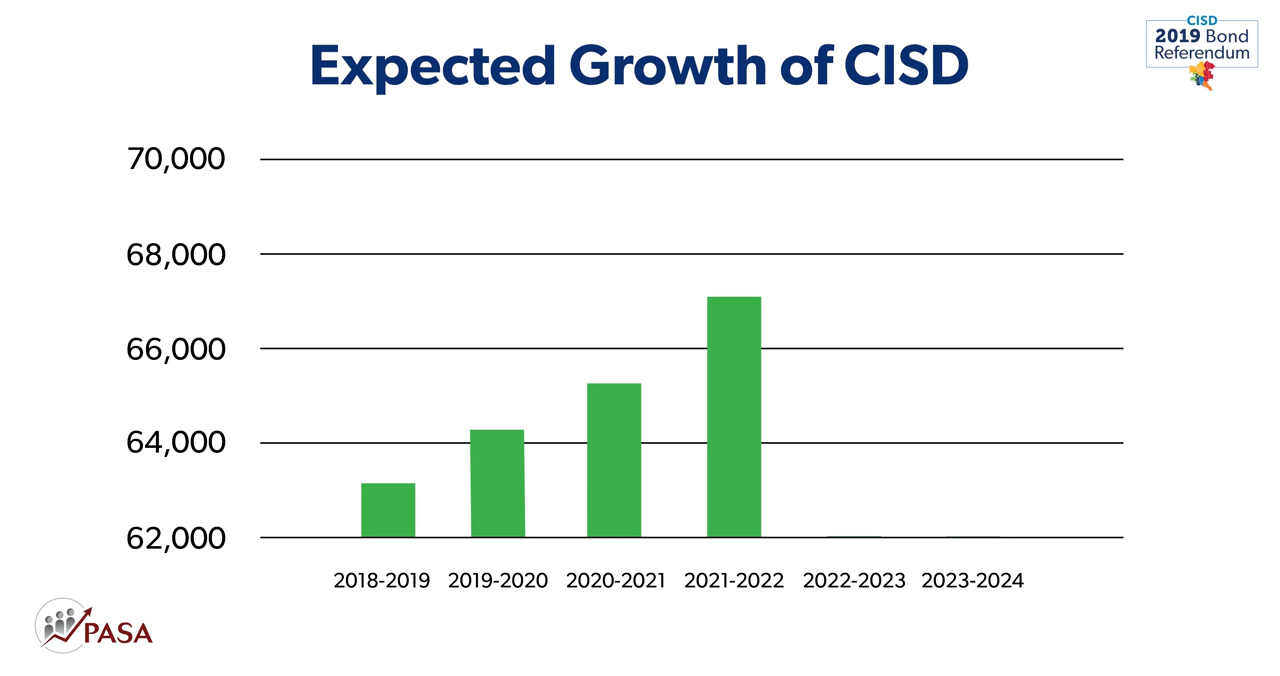 CISD
2019 Bond
Referendum
Expected Growth of CISD
70,000
68,000
66,000
64,000
62,000
2018-2019 2019-2020 2020-2021 2021-2022 2022-2023 2023-2024
PASA